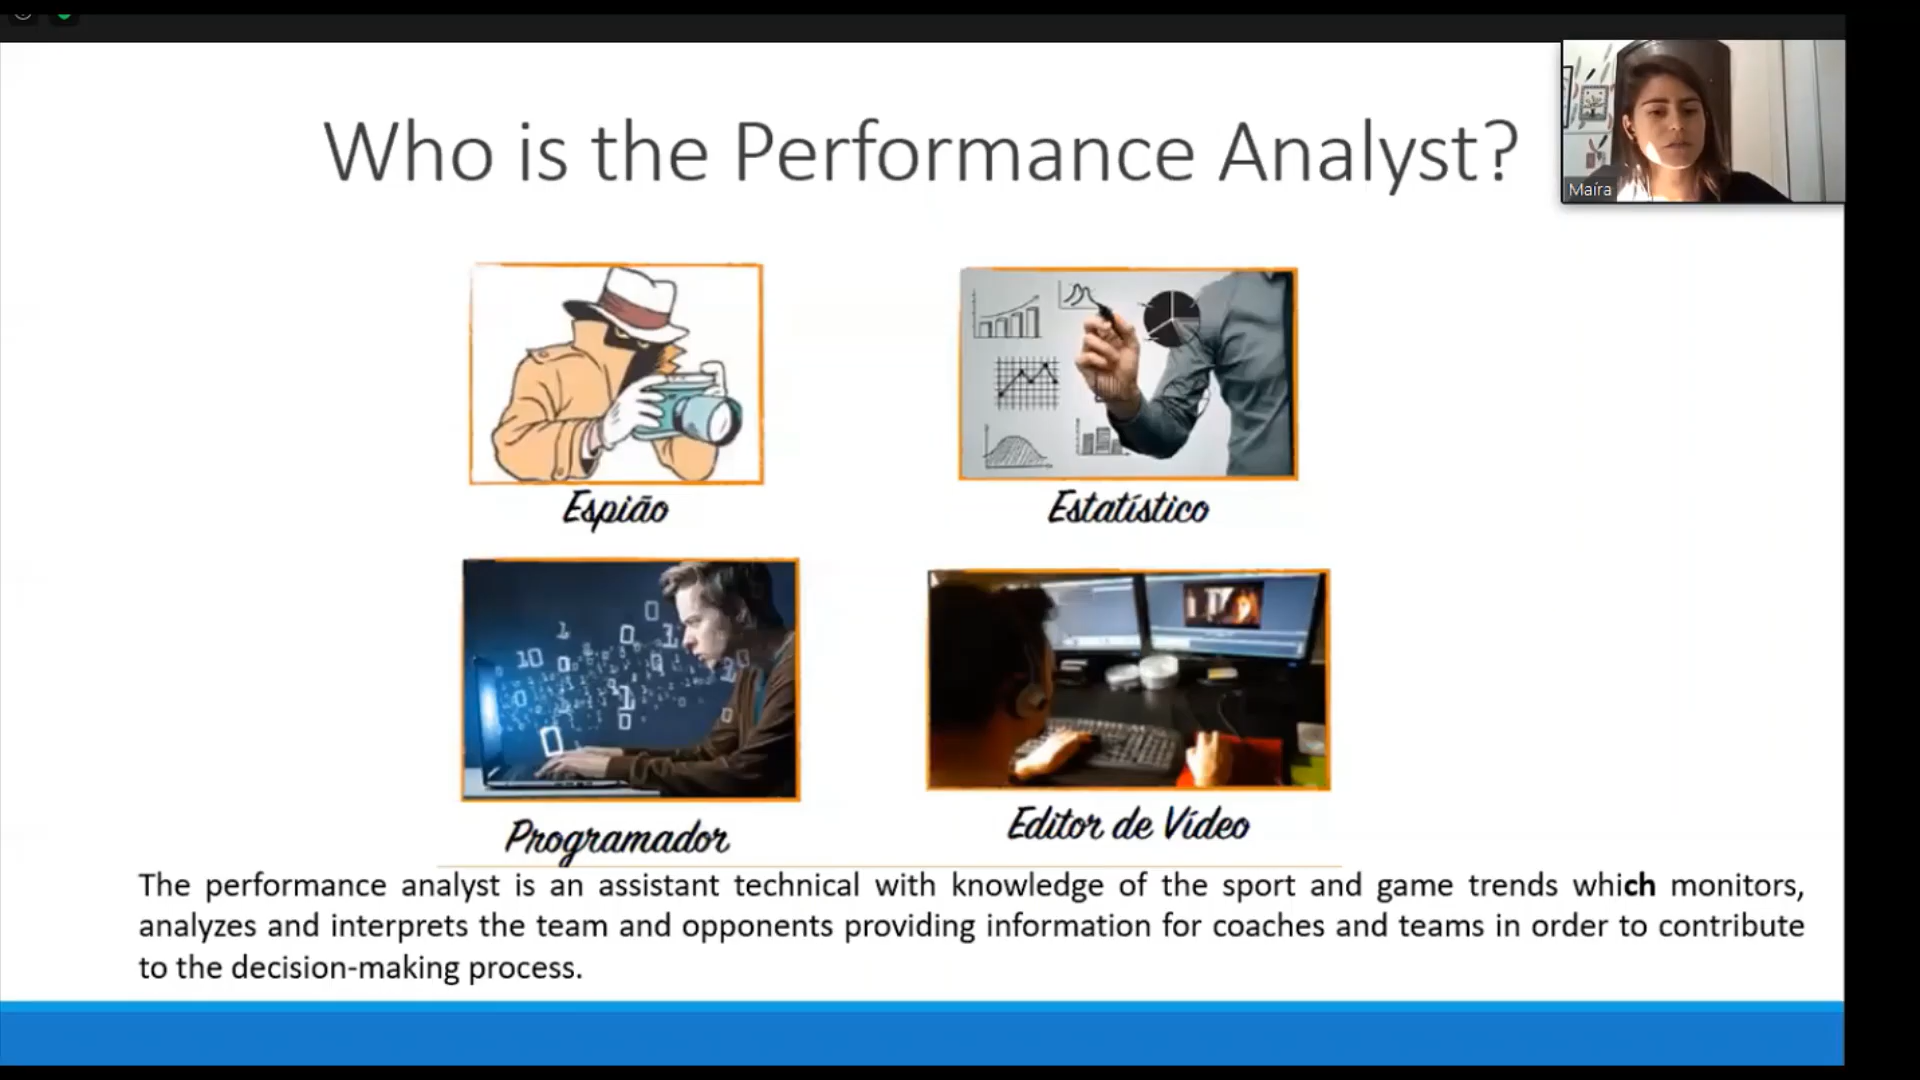 Who is the Performance Analyst?
Maíra
Espião
Estatístico
Programador
Editor de Vídeo
The performance analyst is an assistant technical with knowledge of the sport and game trends which monitors,
analyzes and interprets the team and opponents providing information for coaches and teams in order to contribute
to the decision-making process.